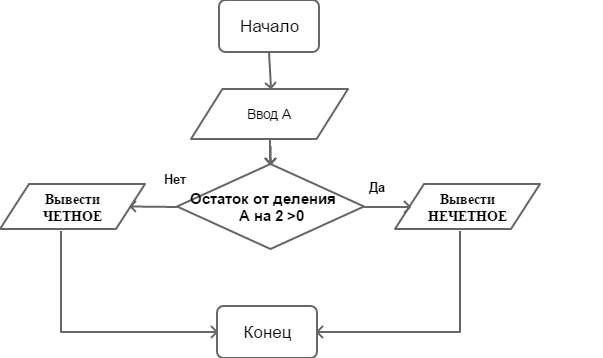 Начало
Ввод А
Нет
Да
Остаток от деления
А на 2 >0
Вывести
ЧЕТНОЕ
Вывести
НЕЧЕТНОЕ
Конец